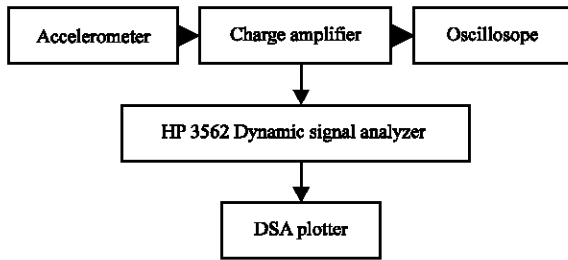 Accelerometer
Charge amplifier
Oscillosope
HP 3562 Dynamic signal analyzer
DSA plotter